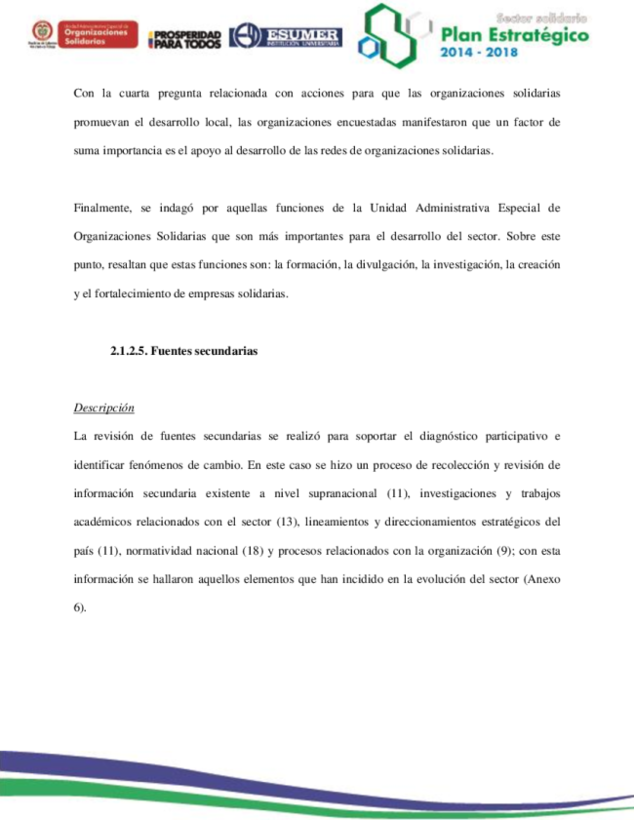 Unidad Administrativa Especial de
Organizaciones
Solidarias
PROSPERIDAD
PARA TODOS
ESUMER
INSTITUCIÓN UNIVERSITARIA
Sector solidario
Plan Estratégico
2014 - 2018
Con la cuarta pregunta relacionada con acciones para que las organizaciones solidarias
promuevan el desarrollo local, las organizaciones encuestadas manifestaron que un factor de
suma importancia es el apoyo al desarrollo de las redes de organizaciones solidarias.
Finalmente, se indagó por aquellas funciones de la Unidad Administrativa Especial de
Organizaciones Solidarias que son más importantes para el desarrollo del sector. Sobre este
punto, resaltan que estas funciones son: la formación, la divulgación, la investigación, la creación
y el fortalecimiento de empresas solidarias.
2.1.2.5. Fuentes secundarias
Descripción
La revisión de fuentes secundarias se realizó para soportar el diagnóstico participativo e
identificar fenómenos de cambio. En este caso se hizo un proceso de recolección y revisión de
información secundaria existente a nivel supranacional (11), investigaciones y trabajos
académicos relacionados con el sector (13), lineamientos y direccionamientos estratégicos del
país (11), normatividad nacional (18) y procesos relacionados con la organización (9); con esta
información se hallaron aquellos elementos que han incidido en la evolución del sector (Anexo
6).